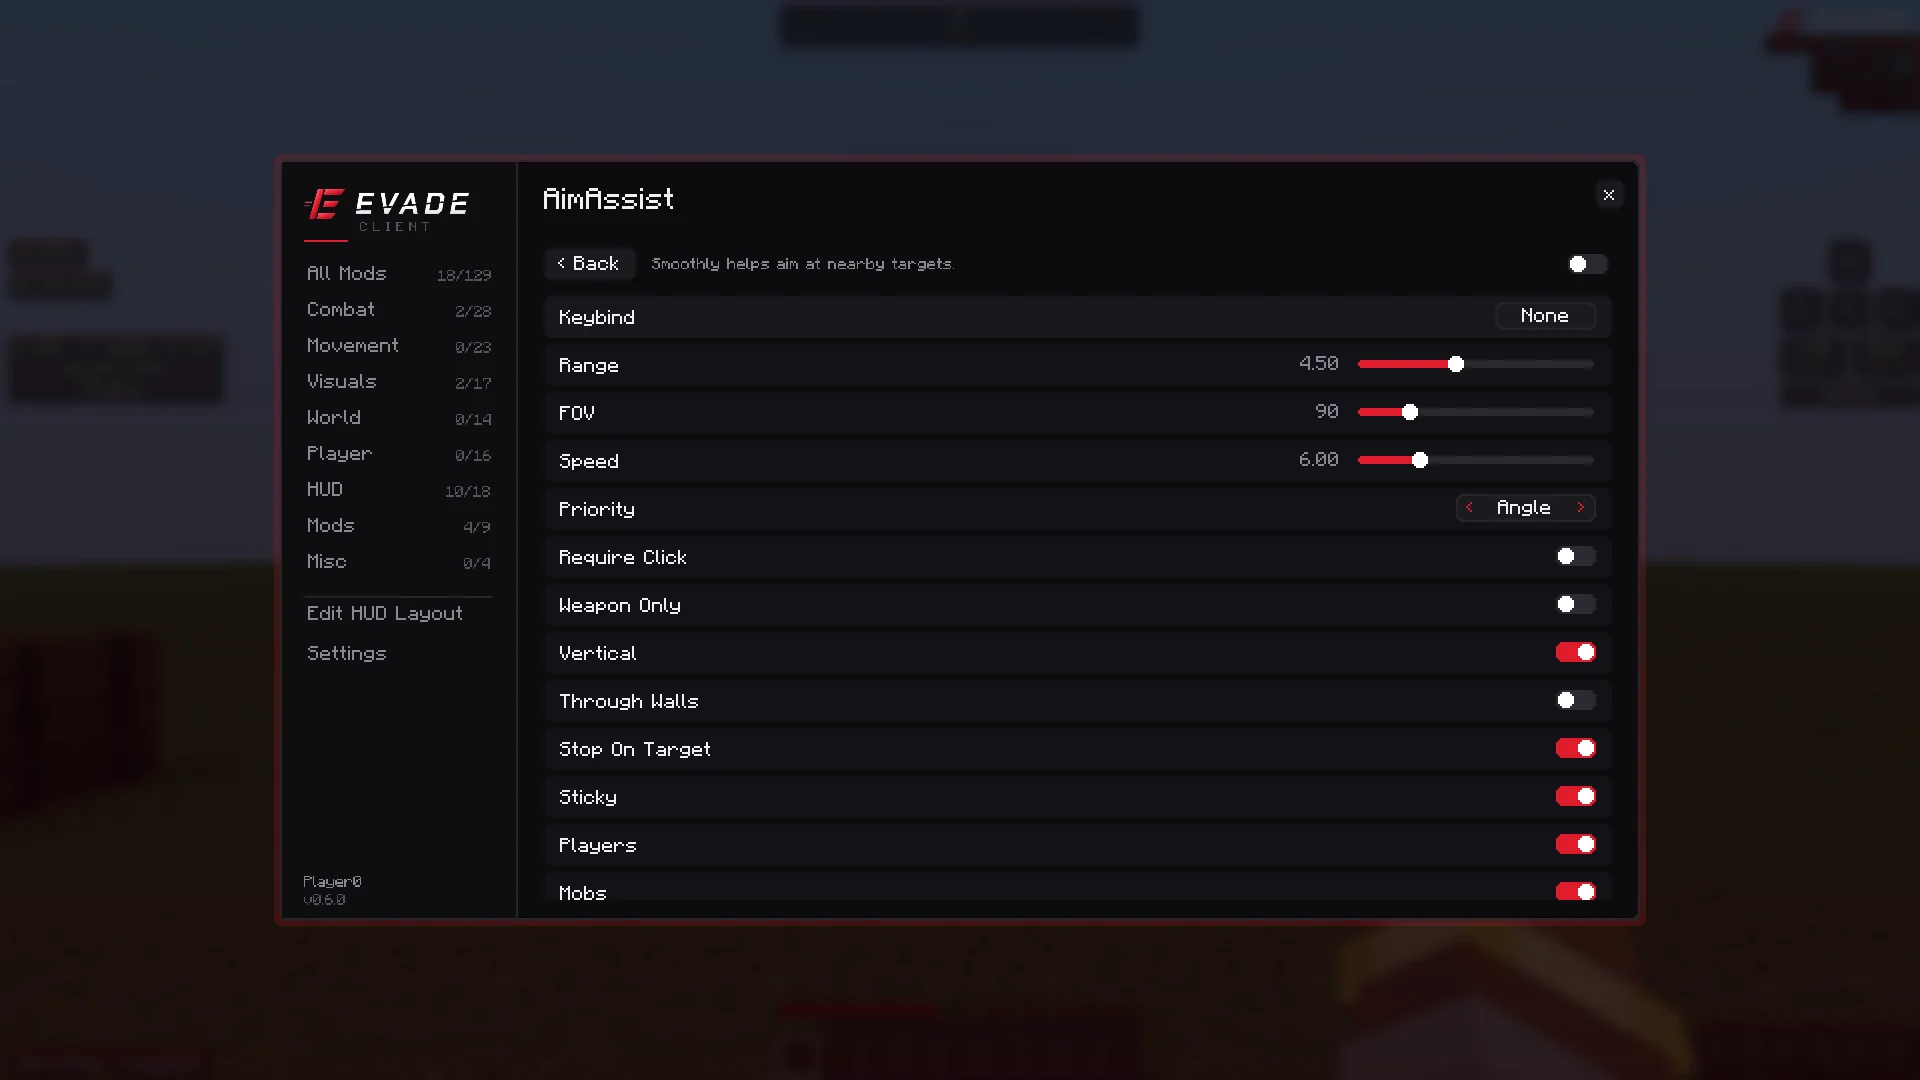 EVADE
CLIENT
All Mods 18/129
Combat 2/28
Movement 0/23
Visuals 2/17
World 0/14
Player 0/16
HUD 10/18
Mods 4/9
Misc 0/4
Edit HUD Layout
Settings
Player0
v0.6.0
AimAssist
Back
Smoothly helps aim at nearby targets.
Keybind None
Range 4.50
FOV 90
Speed 6.00
Priority Angle
Require Click
Weapon Only
Vertical
Through Walls
Stop On Target
Sticky
Players
Mobs